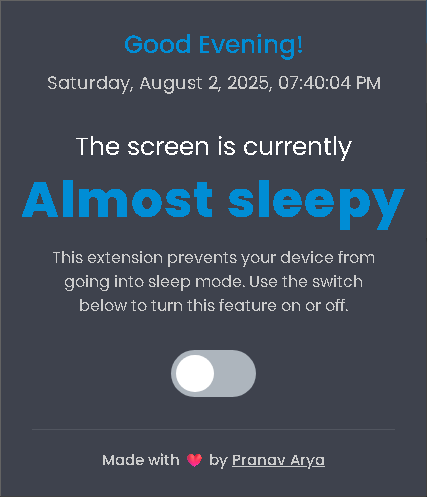 Good Evening!
Saturday, August 2, 2025, 07:40:04 PM
The screen is currently
Almost sleepy
This extension prevents your device from
going into sleep mode. Use the switch
below to turn this feature on or off.
Made with ❤️ by Pranav Arya